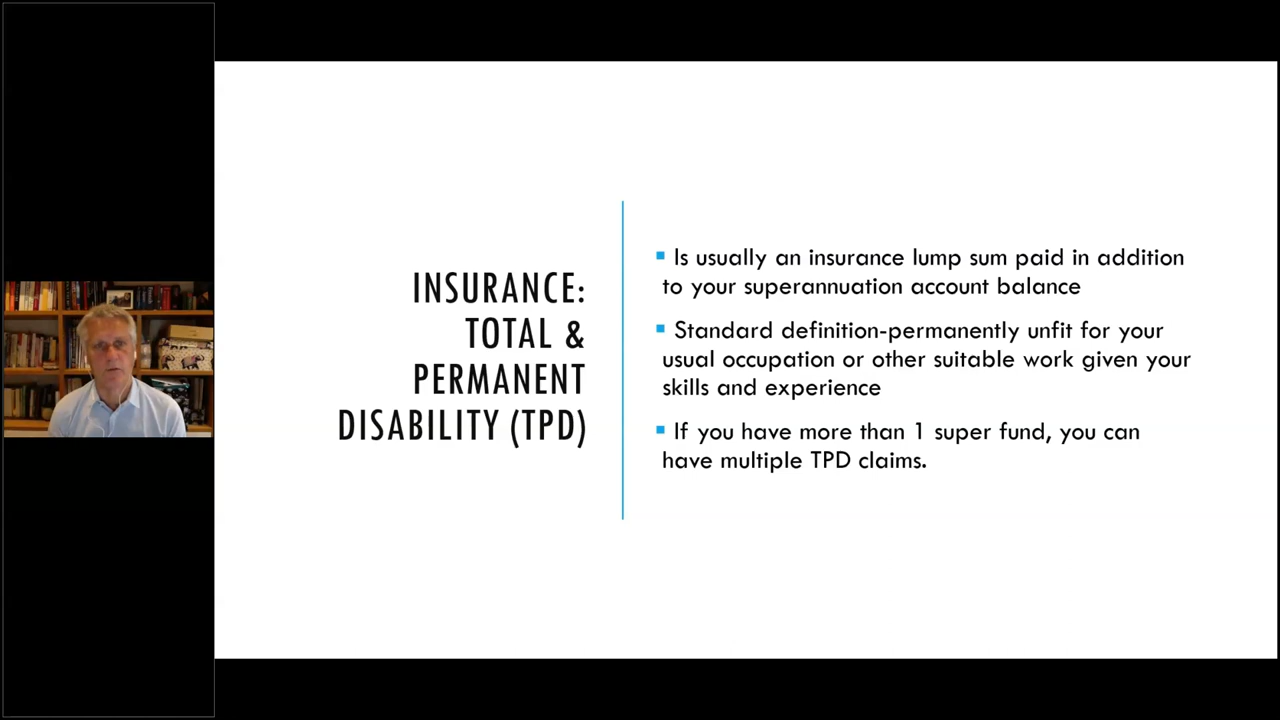 INSURANCE:
TOTAL &
PERMANENT
DISABILITY (TPD)
▪ Is usually an insurance lump sum paid in addition
to your superannuation account balance
▪ Standard definition-permanently unfit for your
usual occupation or other suitable work given your
skills and experience
▪ If you have more than 1 super fund, you can
have multiple TPD claims.